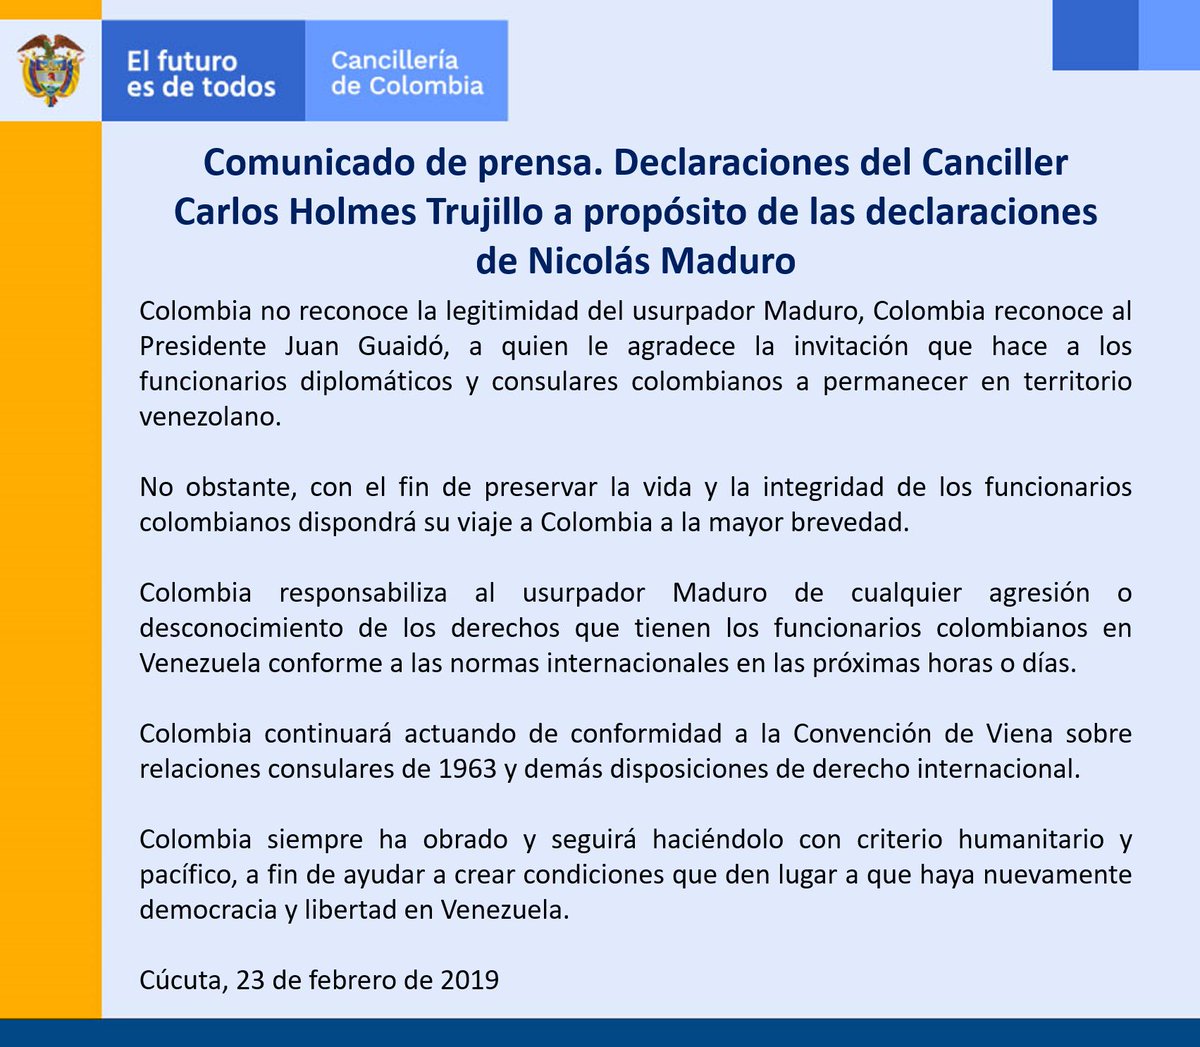 El futuro
es de todos
Cancillería
de Colombia
Comunicado de prensa. Declaraciones del Canciller
Carlos Holmes Trujillo a propósito de las declaraciones
de Nicolás Maduro
Colombia no reconoce la legitimidad del usurpador Maduro, Colombia reconoce al
Presidente Juan Guaidó, a quien le agradece la invitación que hace a los
funcionarios diplomáticos y consulares colombianos a permanecer en territorio
venezolano.
No obstante, con el fin de preservar la vida y la integridad de los funcionarios
colombianos dispondrá su viaje a Colombia a la mayor brevedad.
Colombia responsabiliza al usurpador Maduro de cualquier agresión o
desconocimiento de los derechos que tienen los funcionarios colombianos en
Venezuela conforme a las normas internacionales en las próximas horas o días.
Colombia continuará actuando de conformidad a la Convención de Viena sobre
relaciones consulares de 1963 y demás disposiciones de derecho internacional.
Colombia siempre ha obrado y seguirá haciéndolo con criterio humanitario y
pacífico, a fin de ayudar a crear condiciones que den lugar a que haya nuevamente
democracia y libertad en Venezuela.
Cúcuta, 23 de febrero de 2019